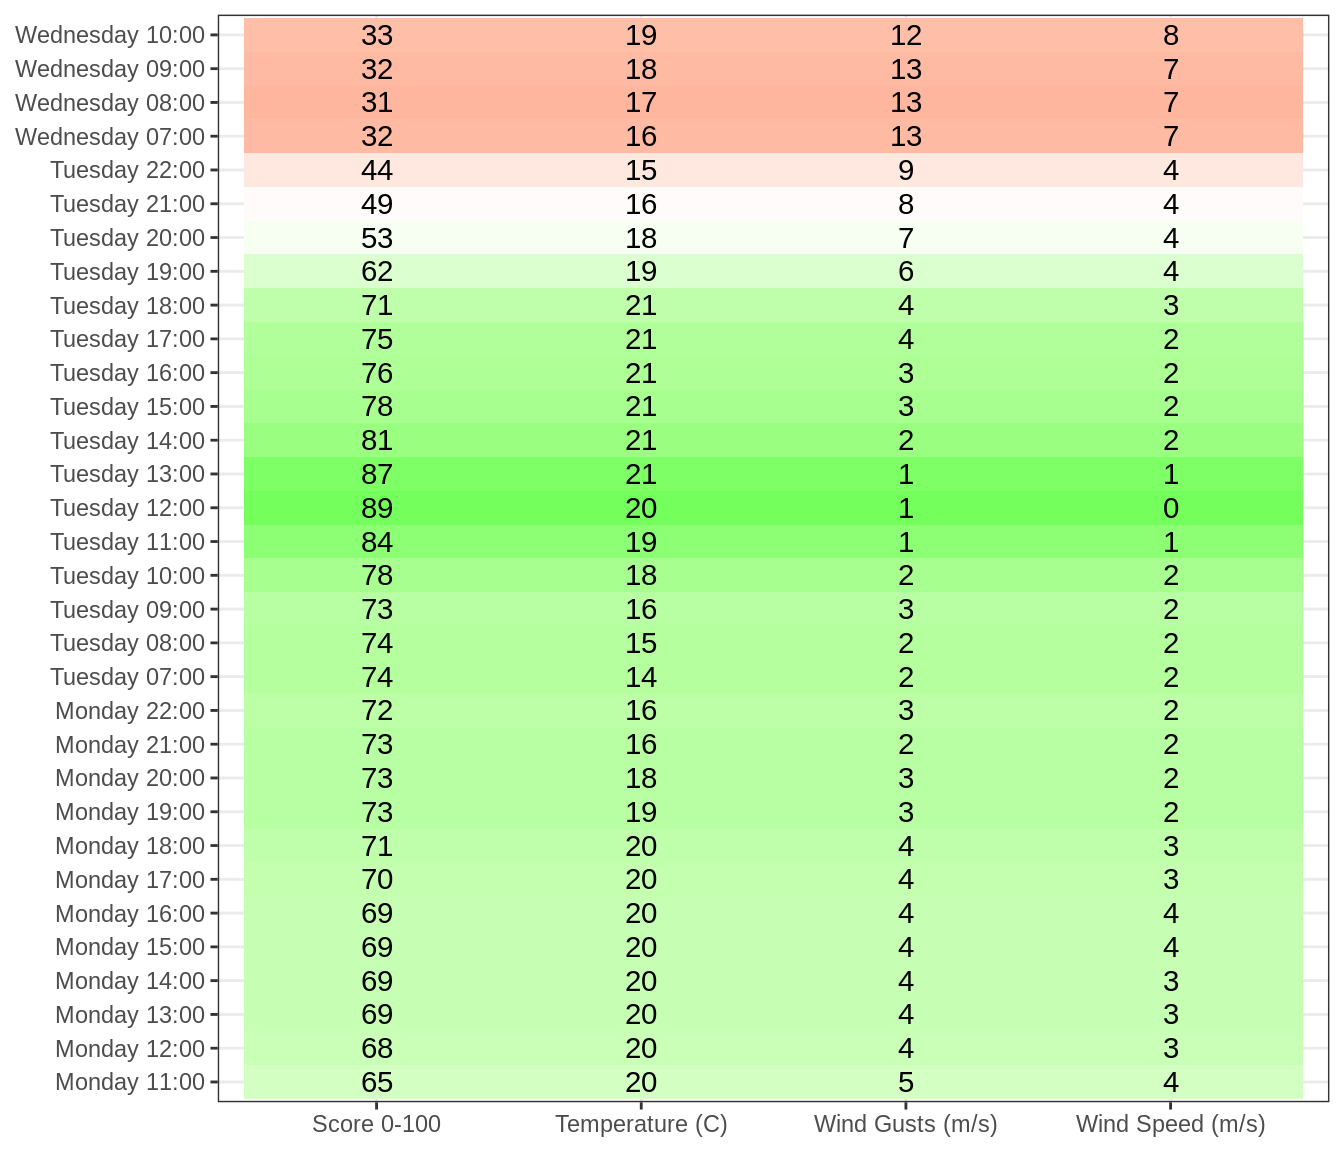 Wednesday 10:00 33 19 12 8
Wednesday 09:00 32 18 13 7
Wednesday 08:00 31 17 13 7
Wednesday 07:00 32 16 13 7
Tuesday 22:00 44 15 9 4
Tuesday 21:00 49 16 8 4
Tuesday 20:00 53 18 7 4
Tuesday 19:00 62 19 6 4
Tuesday 18:00 71 21 4 3
Tuesday 17:00 75 21 4 2
Tuesday 16:00 76 21 3 2
Tuesday 15:00 78 21 3 2
Tuesday 14:00 81 21 2 2
Tuesday 13:00 87 21 1 1
Tuesday 12:00 89 20 1 0
Tuesday 11:00 84 19 1 1
Tuesday 10:00 78 18 2 2
Tuesday 09:00 73 16 3 2
Tuesday 08:00 74 15 2 2
Tuesday 07:00 74 14 2 2
Monday 22:00 72 16 3 2
Monday 21:00 73 16 2 2
Monday 20:00 73 18 3 2
Monday 19:00 73 19 3 2
Monday 18:00 71 20 4 3
Monday 17:00 70 20 4 3
Monday 16:00 69 20 4 4
Monday 15:00 69 20 4 4
Monday 14:00 69 20 4 3
Monday 13:00 69 20 4 3
Monday 12:00 68 20 4 3
Monday 11:00 65 20 5 4
Score 0-100 Temperature (C) Wind Gusts (m/s) Wind Speed (m/s)